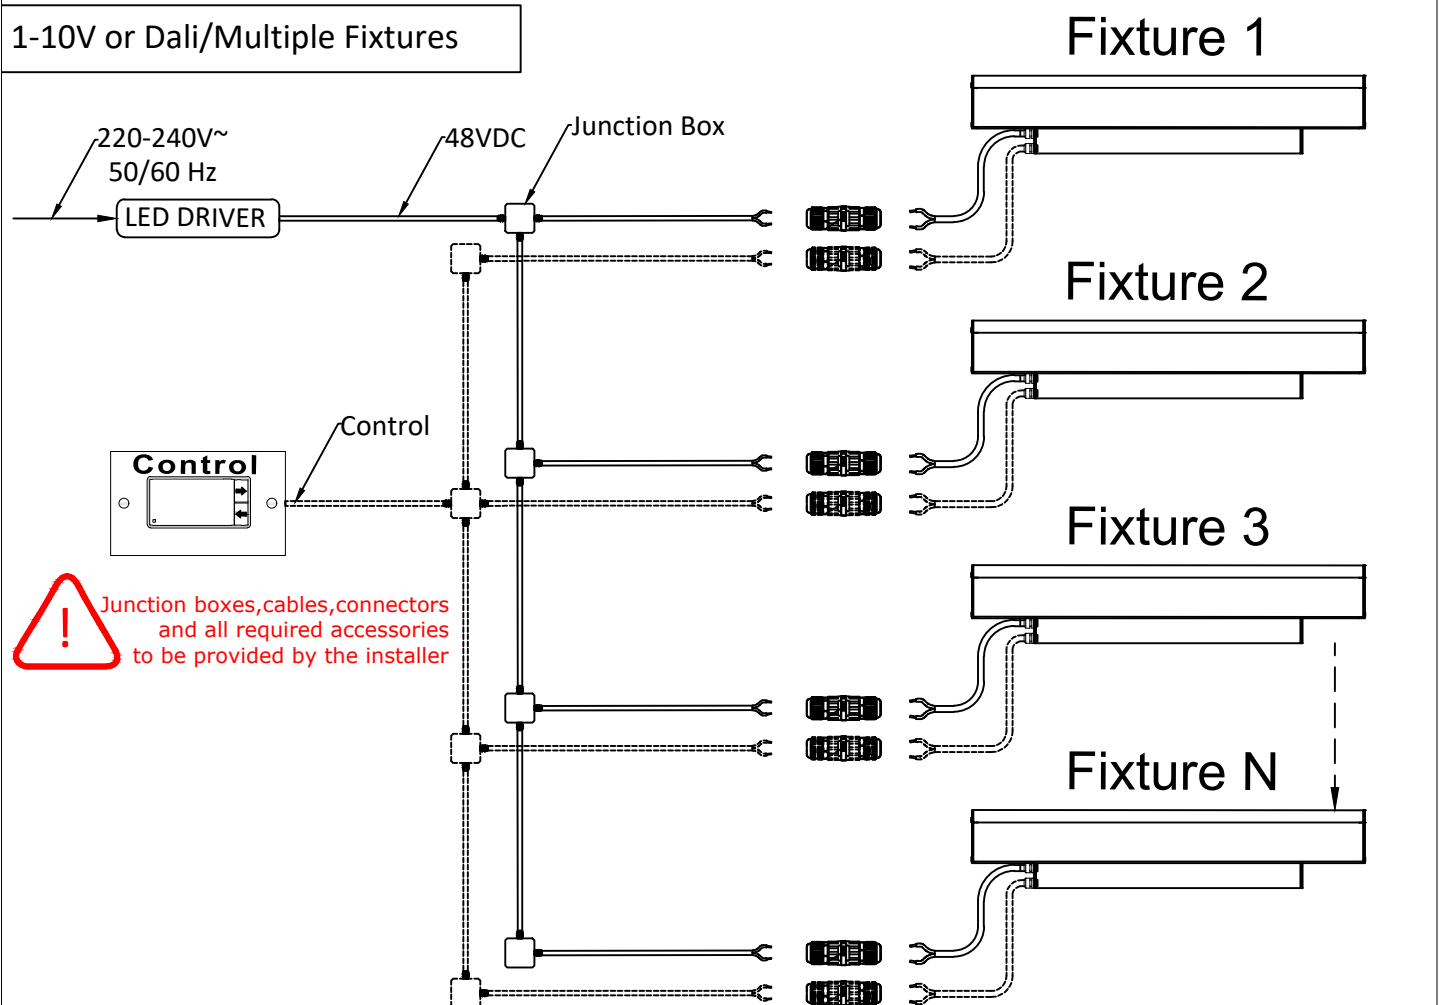 1-10V or Dali/Multiple Fixtures
Fixture 1
220-240V~
50/60 Hz
48VDC
Junction Box
LED DRIVER
Fixture 2
Control
Control
Fixture 3
!
Junction boxes,cables,connectors
and all required accessories
to be provided by the installer
Fixture N